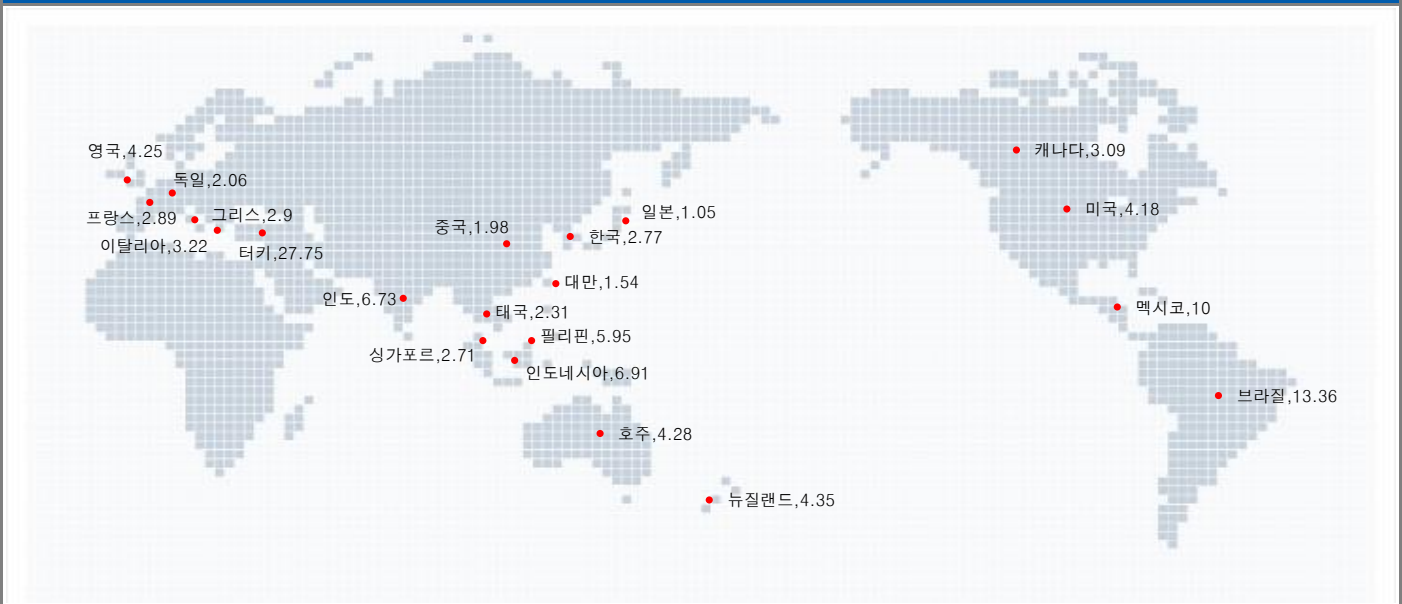 영국,4.25
독일,2.06
프랑스,2.89
그리스,2.9
이탈리아,3.22
터키,27.75
중국,1.98
일본,1.05
한국,2.77
대만,1.54
인도,6.73
태국,2.31
필리핀,5.95
싱가포르,2.71
인도네시아,6.91
호주,4.28
뉴질랜드,4.35
캐나다,3.09
미국,4.18
멕시코,10
브라질,13.36